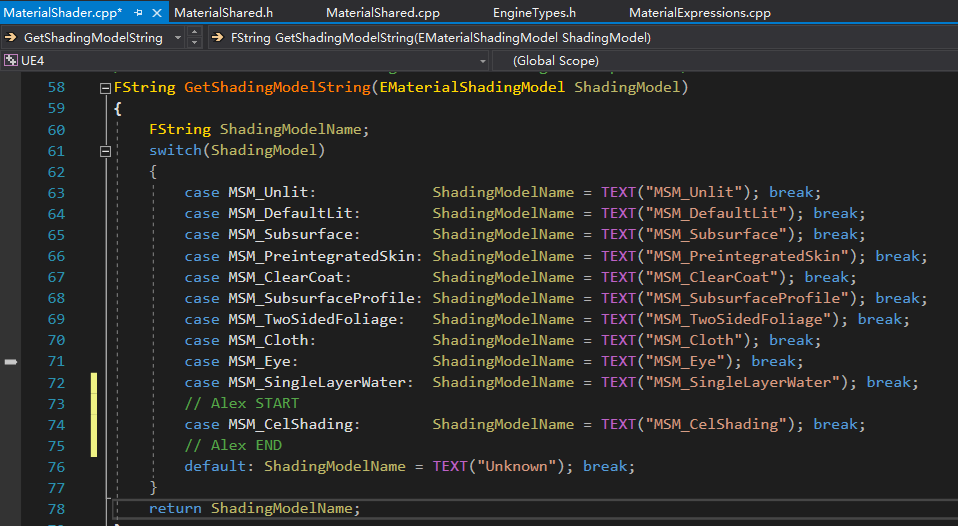 MaterialShader.cpp* MaterialShared.h MaterialShared.cpp EngineTypes.h MaterialExpressions.cpp
GetShadingModelString FString GetShadingModelString(EMaterialShadingModel ShadingModel)
UE4 (Global Scope)
58 FString GetShadingModelString(EMaterialShadingModel ShadingModel)
59 {
60 FString ShadingModelName;
61 switch(ShadingModel)
62 {
63 case MSM_Unlit: ShadingModelName = TEXT("MSM_Unlit"); break;
64 case MSM_DefaultLit: ShadingModelName = TEXT("MSM_DefaultLit"); break;
65 case MSM_Subsurface: ShadingModelName = TEXT("MSM_Subsurface"); break;
66 case MSM_PreintegratedSkin: ShadingModelName = TEXT("MSM_PreintegratedSkin"); break;
67 case MSM_ClearCoat: ShadingModelName = TEXT("MSM_ClearCoat"); break;
68 case MSM_SubsurfaceProfile: ShadingModelName = TEXT("MSM_SubsurfaceProfile"); break;
69 case MSM_TwoSidedFoliage: ShadingModelName = TEXT("MSM_TwoSidedFoliage"); break;
70 case MSM_Cloth: ShadingModelName = TEXT("MSM_Cloth"); break;
71 case MSM_Eye: ShadingModelName = TEXT("MSM_Eye"); break;
72 case MSM_SingleLayerWater: ShadingModelName = TEXT("MSM_SingleLayerWater"); break;
73 // Alex START
74 case MSM_CelShading: ShadingModelName = TEXT("MSM_CelShading"); break;
75 // Alex END
76 default: ShadingModelName = TEXT("Unknown"); break;
77 }
78 return ShadingModelName;